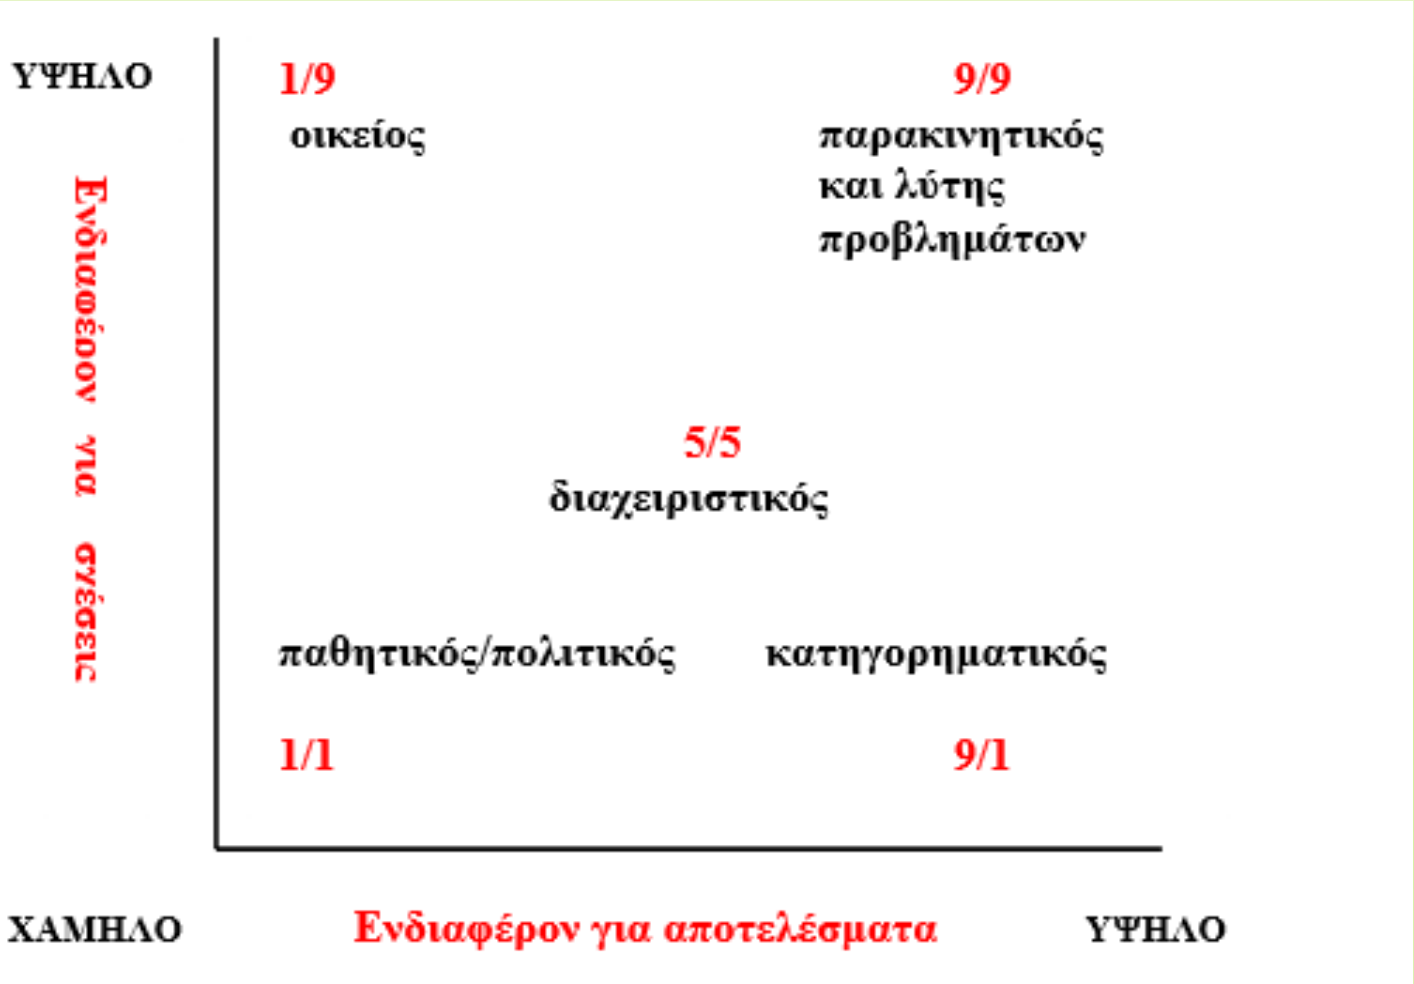 ΥΨΗΛΟ
1/9
9/9
οικείος
παρακινητικός
και λύτης
προβλημάτων
Ενδιαφέρον για σχέσεις
5/5
διαχειριστικός
παθητικός/πολιτικός
κατηγορηματικός
1/1
9/1
ΧΑΜΗΛΟ
Ενδιαφέρον για αποτελέσματα
ΥΨΗΛΟ